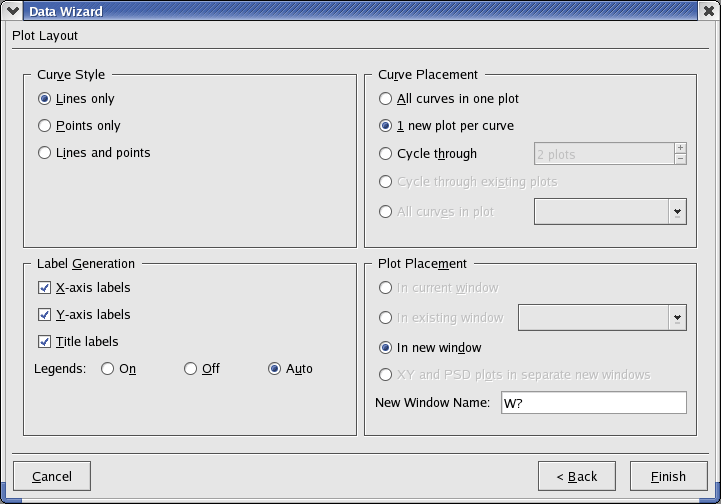 Data Wizard
Plot Layout
Curve Style
Lines only
Points only
Lines and points
Curve Placement
All curves in one plot
1 new plot per curve
Cycle through
2 plots
Cycle through existing plots
All curves in plot
Label Generation
X-axis labels
Y-axis labels
Title labels
Legends: On Off Auto
Plot Placement
In current window
In existing window
In new window
XY and PSD plots in separate new windows
New Window Name: W?
Cancel
< Back
Finish